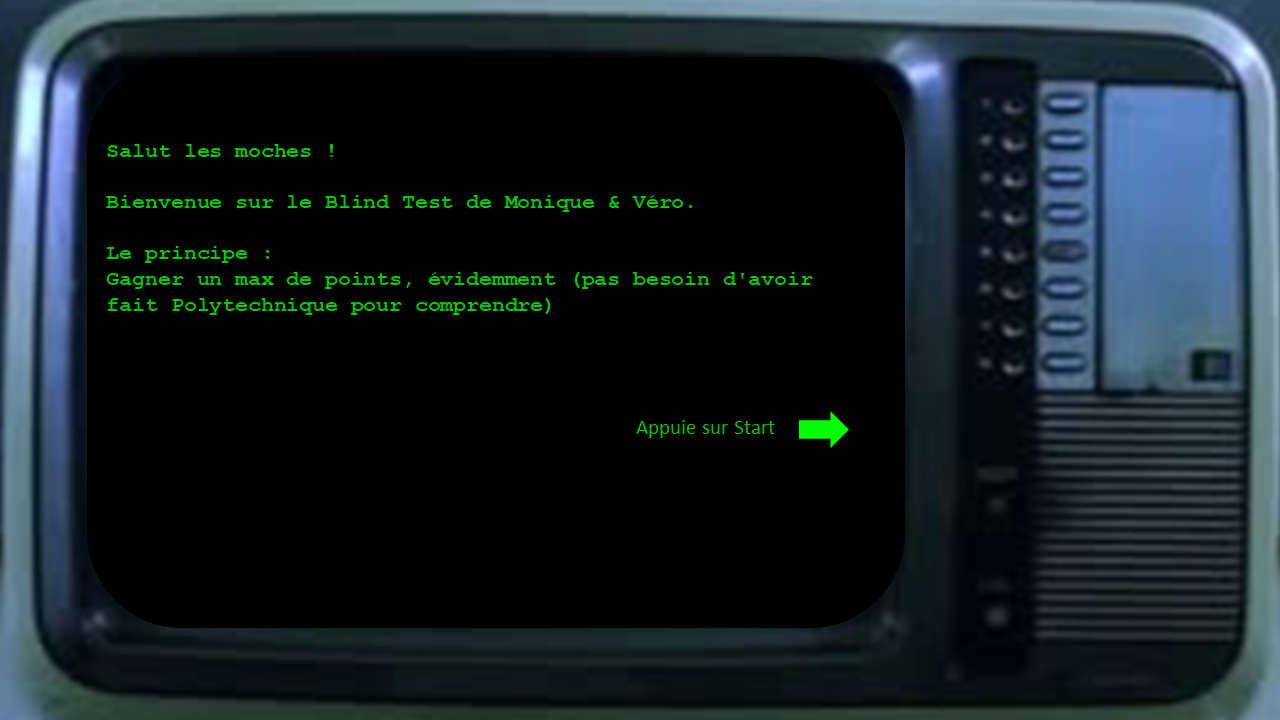 Salut les moches !
Bienvenue sur le Blind Test de Monique & Véro.
Le principe :
Gagner un max de points, évidemment (pas besoin d'avoir
fait Polytechnique pour comprendre)
Appuie sur Start